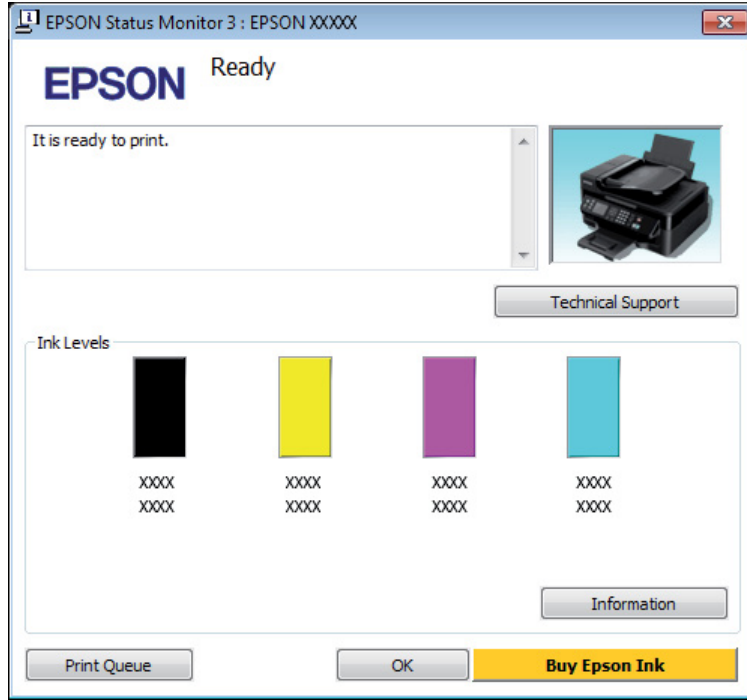 EPSON Status Monitor 3 : EPSON XXXXX
EPSON
Ready
It is ready to print.
Technical Support
Ink Levels
XXXX XXXX XXXX XXXX
XXXX XXXX XXXX XXXX
Information
Print Queue OK Buy Epson Ink